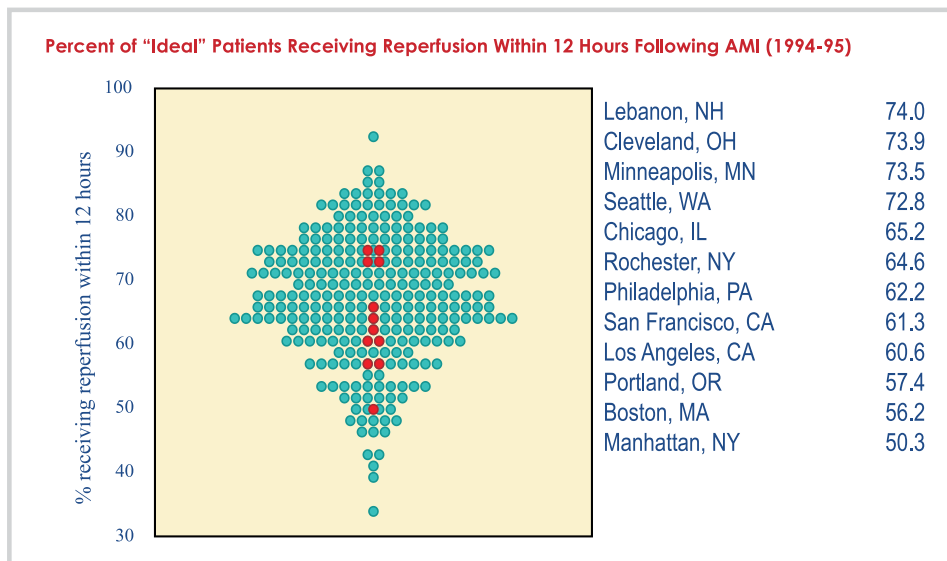 Percent of “Ideal” Patients Receiving Reperfusion Within 12 Hours Following AMI (1994-95)
% receiving reperfusion within 12 hours
100
90
80
70
60
50
40
30
Lebanon, NH 74.0
Cleveland, OH 73.9
Minneapolis, MN 73.5
Seattle, WA 72.8
Chicago, IL 65.2
Rochester, NY 64.6
Philadelphia, PA 62.2
San Francisco, CA 61.3
Los Angeles, CA 60.6
Portland, OR 57.4
Boston, MA 56.2
Manhattan, NY 50.3